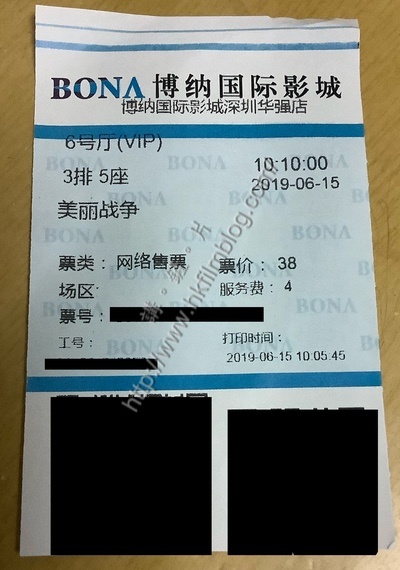 BONA 博纳国际影城
博纳国际影城深圳华强店
6号厅(VIP) 10:10:00
3排 5座 2019-06-15
美丽战争
票类：网络售票 票价：38
场区: 服务费：4
票号：
工号： 打印时间：
2019-06-15 10:05:45
http://www.hkfilmblog.com/